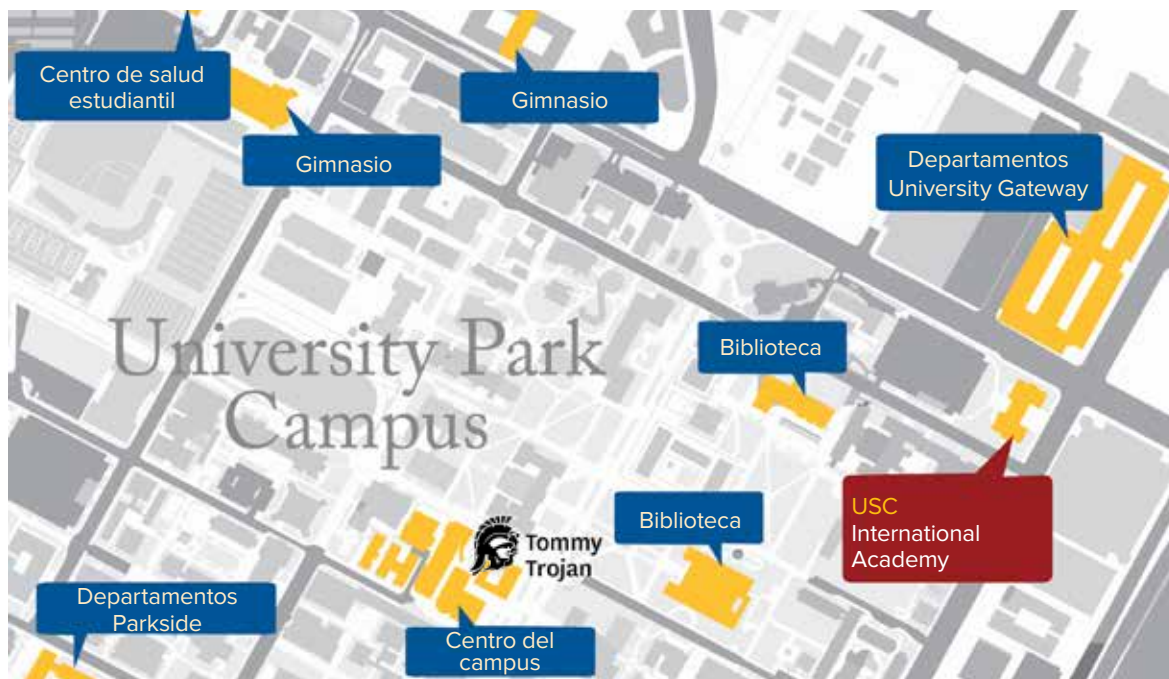 Centro de salud
estudiantil
Gimnasio
Gimnasio
Departamentos
University Gateway
University Park
Campus
Biblioteca
USC
International
Academy
Biblioteca
Tommy
Trojan
Departamentos
Parkside
Centro del
campus